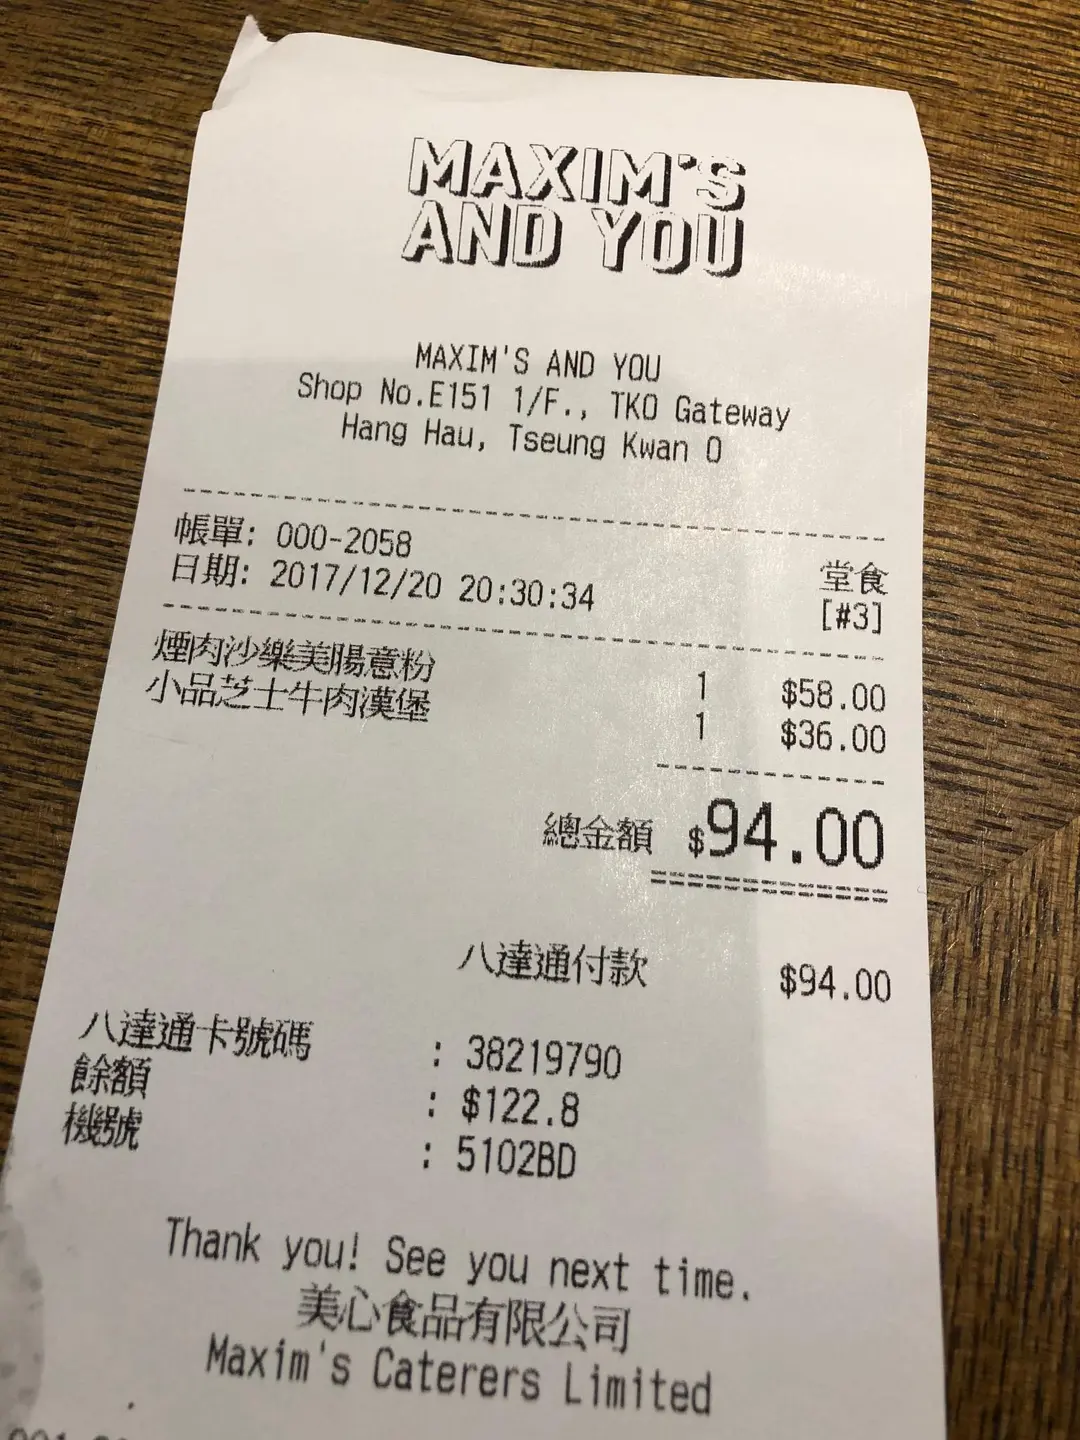 MAXIM'S
AND YOU
MAXIM'S AND YOU
Shop No.E151 1/F., TKO Gateway
Hang Hau, Tseung Kwan O
帳單: 000-2058
堂食
日期: 2017/12/20 20:30:34
[#3]
煙肉沙樂美腸意粉 1 $58.00
小品芝士牛肉漢堡 1 $36.00
總金額 $94.00
八達通付款 $94.00
八達通卡號碼 : 38219790
餘額 : $122.8
機號 : 5102BD
Thank you! See you next time.
美心食品有限公司
Maxim's Caterers Limited